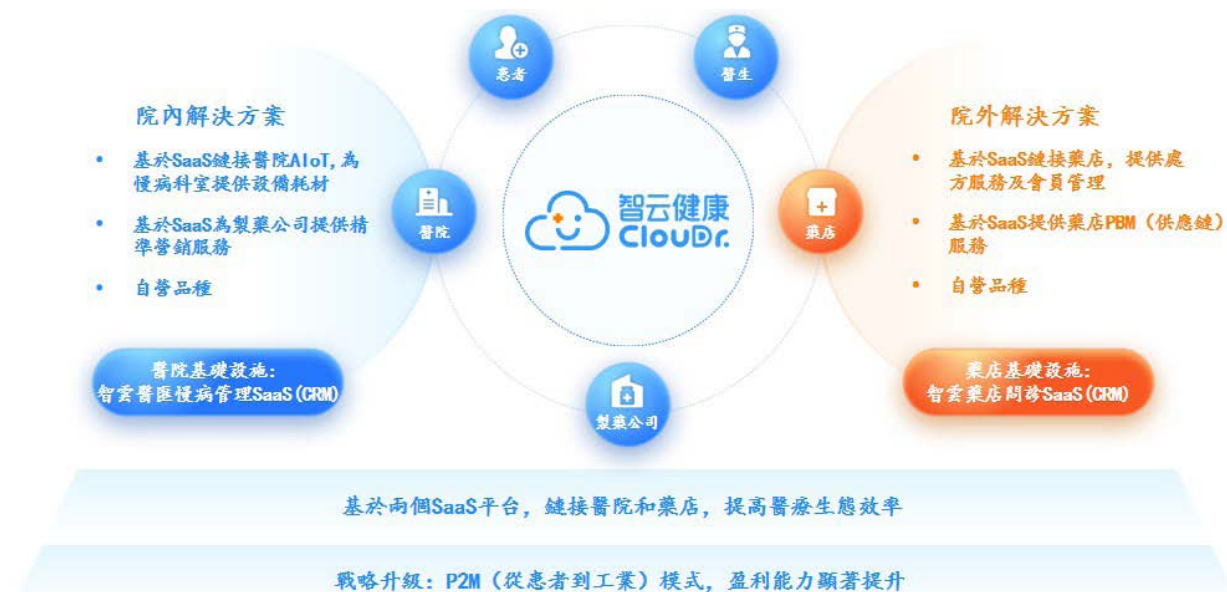 患者
醫生
院內解決方案
• 基於SaaS鏈接醫院AIoT,為
慢病科室提供設備耗材
• 基於SaaS為製藥公司提供精
準營銷服務
• 自營品種
醫院基礎設施:
智雲醫匯慢病管理SaaS(CRM)
醫院
智云健康
ClouDr.
藥店
製藥公司
院外解決方案
• 基於SaaS鏈接藥店，提供處
方服務及會員管理
• 基於SaaS提供藥店PBM（供應鏈）
服務
• 自營品種
藥店基礎設施:
智雲藥店問診SaaS(CRM)
基於兩個SaaS平台，鏈接醫院和藥店，提高醫療生態效率
戰略升級: P2M（從患者到工業）模式，盈利能力顯著提升